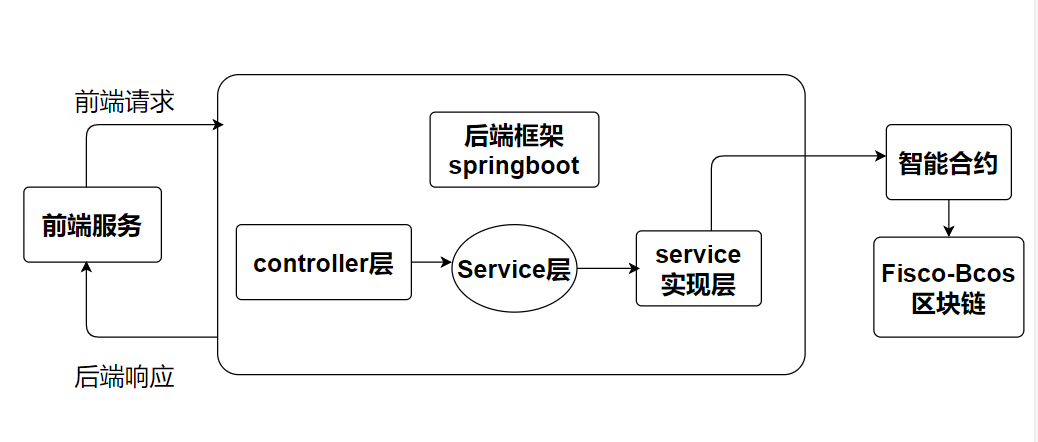 前端请求
后端框架
springboot
智能合约
前端服务
controller层
Service层
service
实现层
Fisco-Bcos
区块链
后端响应